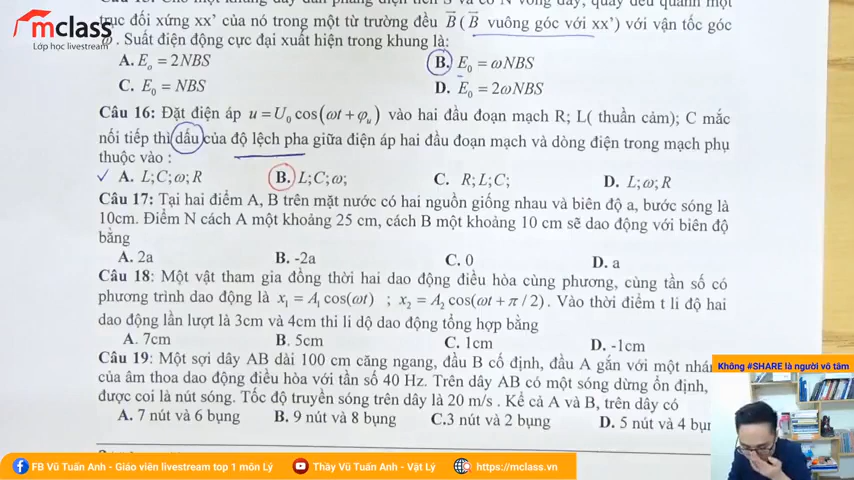 mclass
Lớp học livestream
trục đối xứng xx' của nó trong một từ trường đều B (B vuông góc với xx') với vận tốc góc
ω. Suất điện động cực đại xuất hiện trong khung là:
A. Eₒ = 2NBS B. E₀ = ωNBS
C. E₀ = NBS D. E₀ = 2ωNBS
Câu 16: Đặt điện áp u = U₀ cos(ωt + φᵤ) vào hai đầu đoạn mạch R; L( thuần cảm); C mắc
nối tiếp thì dấu của độ lệch pha giữa điện áp hai đầu đoạn mạch và dòng điện trong mạch phụ
thuộc vào :
A. L;C;ω;R B. L;C;ω; C. R;L;C; D. L;ω;R
Câu 17: Tại hai điểm A, B trên mặt nước có hai nguồn giống nhau và biên độ a, bước sóng là
10cm. Điểm N cách A một khoảng 25 cm, cách B một khoảng 10 cm sẽ dao động với biên độ
bằng
A. 2a B. -2a C. 0 D. a
Câu 18: Một vật tham gia đồng thời hai dao động điều hòa cùng phương, cùng tần số có
phương trình dao động là x₁ = A₁ cos(ωt) ; x₂ = A₂ cos(ωt + π / 2). Vào thời điểm t li độ hai
dao động lần lượt là 3cm và 4cm thì li dộ dao động tổng hợp bằng
A. 7cm B. 5cm C. 1cm D. -1cm
Câu 19: Một sợi dây AB dài 100 cm căng ngang, đầu B cố định, đầu A gắn với một
của âm thoa dao động điều hòa với tần số 40 Hz. Trên dây AB có một sóng dừng ổn định,
được coi là nút sóng. Tốc độ truyền sóng trên dây là 20 m/s . Kể cả A và B, trên dây có
A. 7 nút và 6 bụng B. 9 nút và 8 bụng C.3 nút và 2 bụng D. 5 nút và 4
Không #SHARE là người vô tâm
FB Vũ Tuấn Anh - Giáo viên livestream top 1 môn Lý Thầy Vũ Tuấn Anh - Vật Lý https://mclass.vn